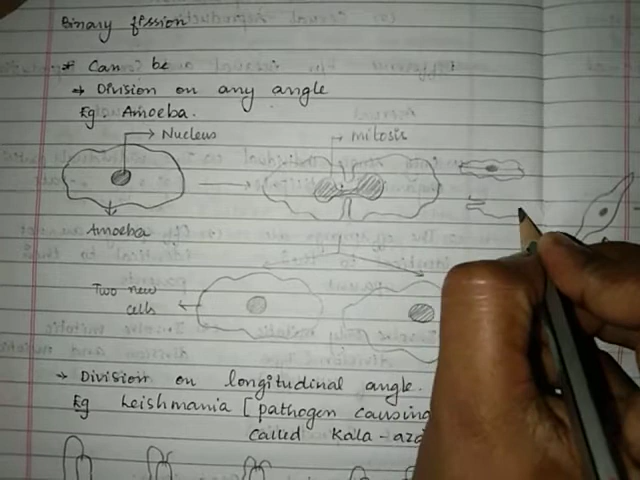 Binary fission
* Can be
→ Division on any angle
Eg. Amoeba.
→ Nucleus
→ mitosis
Amoeba
Two new
cells
→ Division on longitudinal angle.
Eg Leishmania [pathogen causing
called Kala-aza